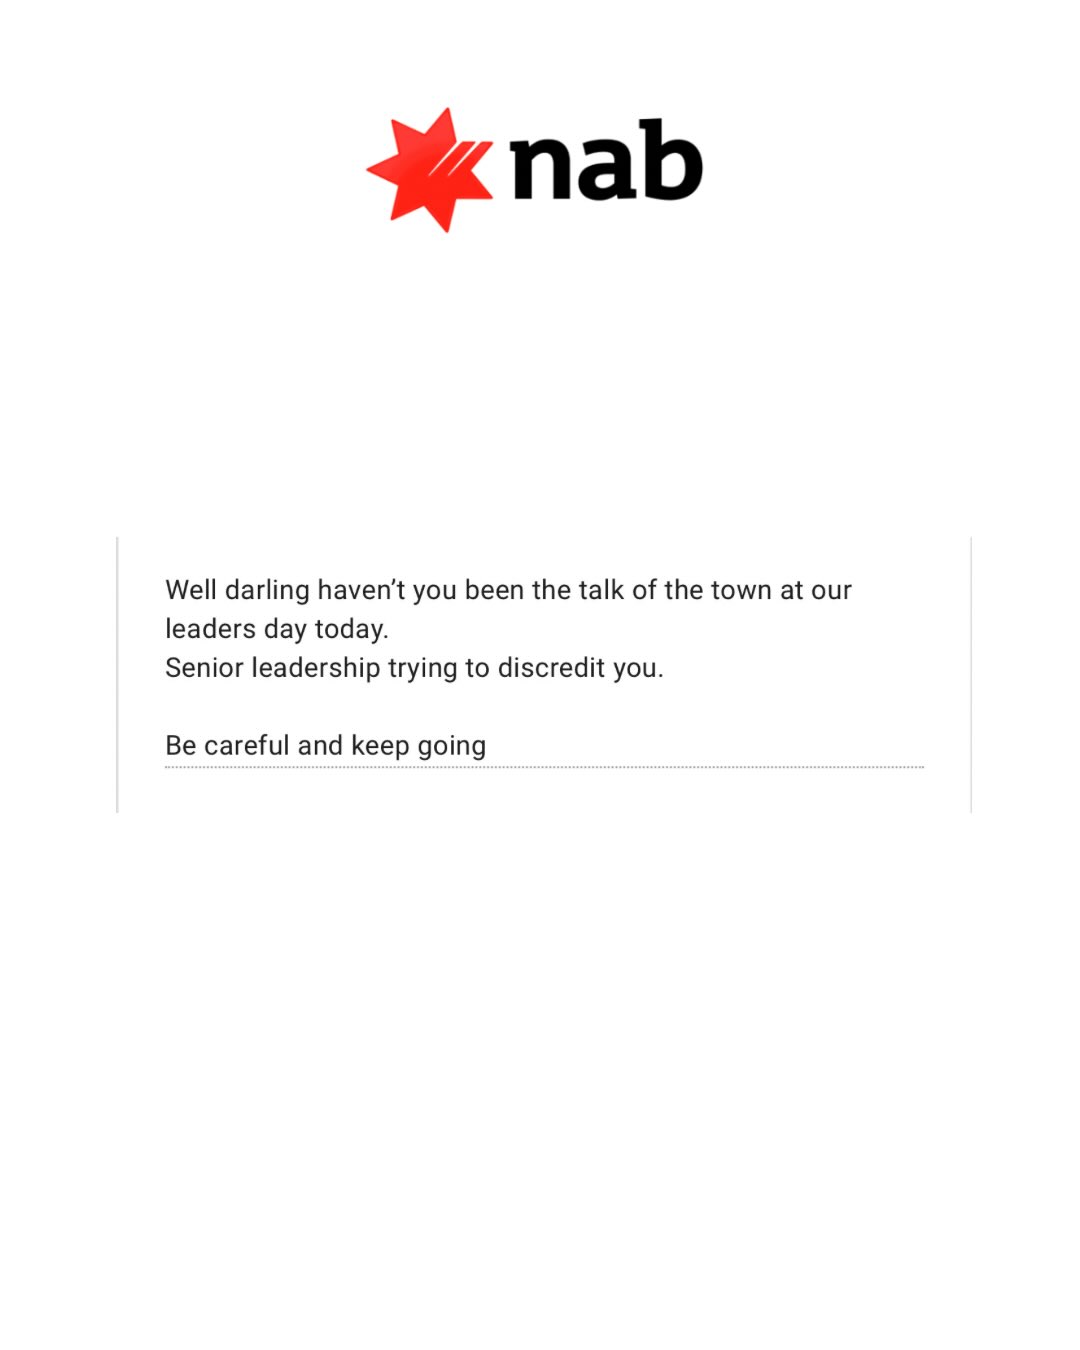 nab
Well darling haven’t you been the talk of the town at our
leaders day today.
Senior leadership trying to discredit you.
Be careful and keep going